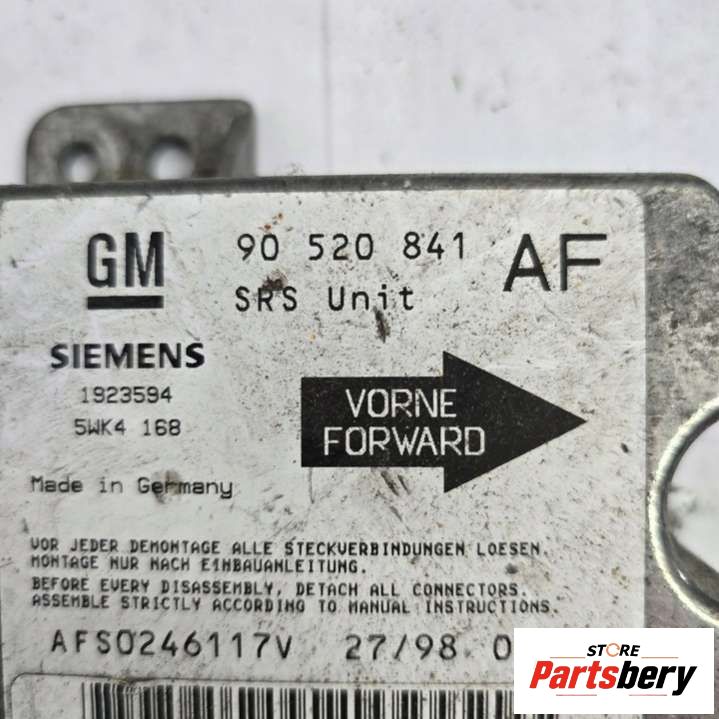 GM 90 520 841 AF
SRS Unit
SIEMENS
1923594
5WK4 168
VORNE
FORWARD
Made in Germany
VOR JEDER DEMONTAGE ALLE STECKVERBINDUNGEN LOESEN.
MONTAGE NUR NACH EINBAUANLEITUNG.
BEFORE EVERY DISASSEMBLY, DETACH ALL CONNECTORS.
ASSEMBLE STRICTLY ACCORDING TO MANUAL INSTRUCTIONS.
AFS0246117V 27/98 0
STORE
Partsbery